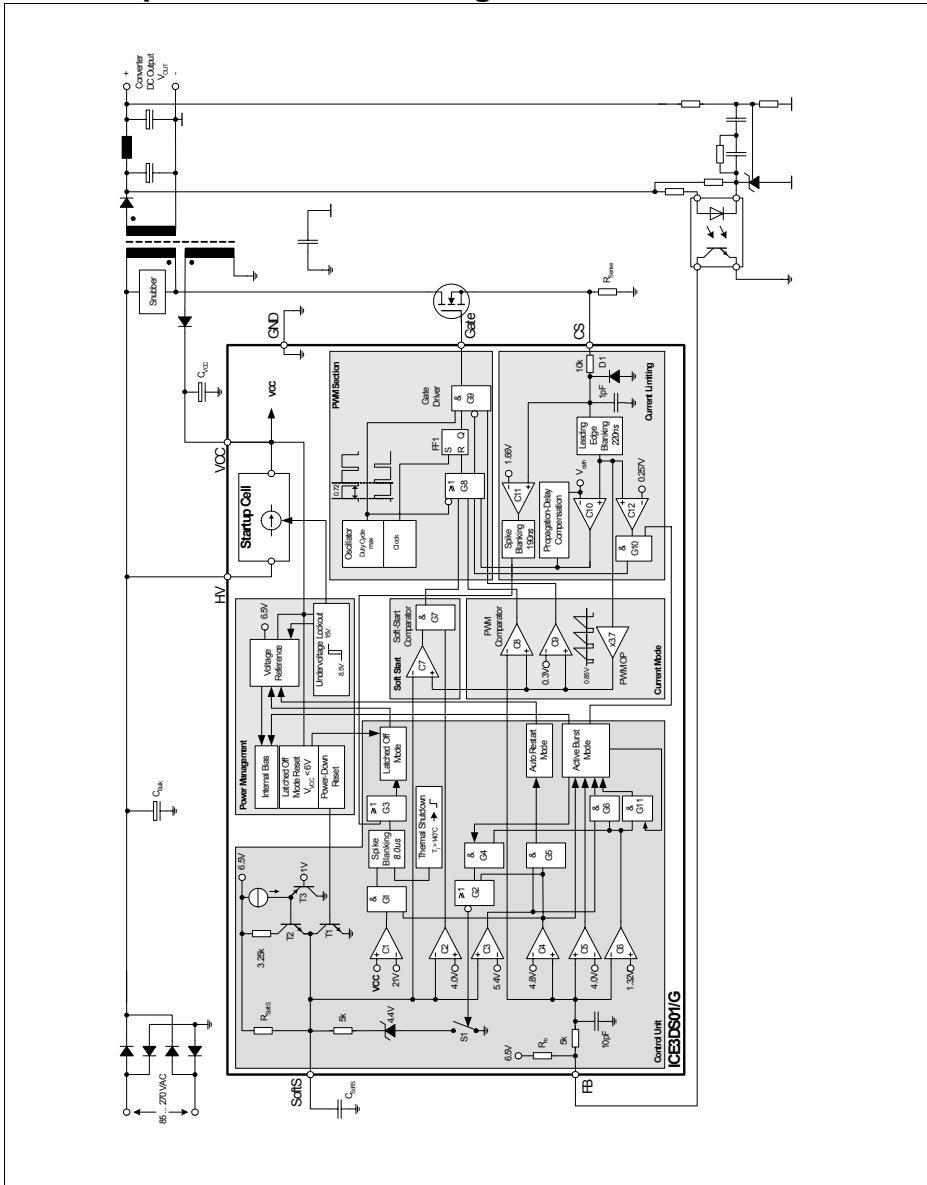 +
Converter
DC Output
VOUT
-
Snubber
CVCC
GND
Gate
CS
RSense
VCC
VCC
HV
CBulk
85 ... 270 VAC
SoftS
CSoftS
FB
Startup Cell
Power Management
Internal Bias
Voltage
Reference
6.5V
Latched Off
Mode Reset
VVCC < 6V
Power-Down
Reset
Undervoltage Lockout
15V
8.5V
PWM Section
Oscillator
Duty Cycle
max
Clock
0.72
≥1
G8
FF1
S
R Q
Gate
Driver
&
G9
Soft-Start
Comparator
Soft Start
C7
&
G7
PWM
Comparator
C8
0.3V
C9
0.85V
x3.7
PWM OP
Current Mode
1.66V
C11
Spike
Blanking
190ns
Propagation-Delay
Compensation
Vcsth
C10
Leading
Edge
Blanking
220ns
10k
D1
1pF
C12
0.257V
&
G10
Current Limiting
6.5V
RSoftS
3.25k
T2
T3
1V
T1
5k
4.4V
S1
VCC
21V
C1
&
G1
Spike
Blanking
8.0us
≥1
G3
Latched Off
Mode
Thermal Shutdown
Tj >140°C
4.0V
C2
5.4V
C3
≥1
G2
&
G4
4.8V
C4
&
G5
Auto Restart
Mode
4.0V
C5
Active Burst
Mode
1.32V
C6
&
G6
&
G11
6.5V
Rfb
5k
10pF
Control Unit
ICE3DS01/G